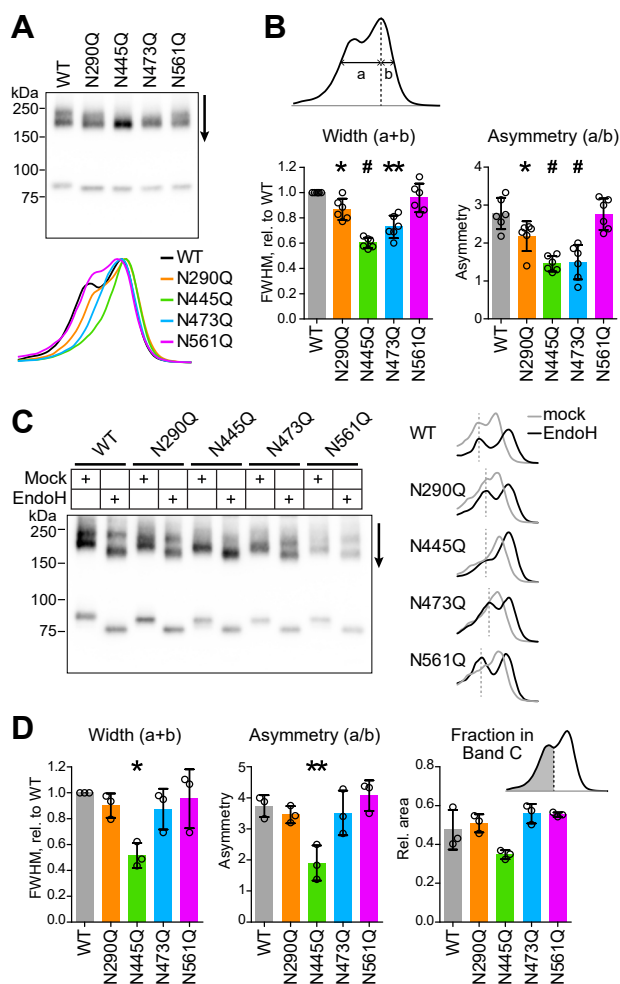 A
WT
N290Q
N445Q
N473Q
N561Q
kDa
250
150
100
75
WT
N290Q
N445Q
N473Q
N561Q
B
a
b
Width (a+b)
FWHM, rel. to WT
1.2
1.0
0.8
0.6
0.4
0.2
0.0
* # **
WT
N290Q
N445Q
N473Q
N561Q
Asymmetry (a/b)
Asymmetry
4
3
2
1
0
* # #
WT
N290Q
N445Q
N473Q
N561Q
C
WT
N290Q
N445Q
N473Q
N561Q
Mock + + + + +
EndoH + + + + +
kDa
250
150
100
75
mock
EndoH
WT
N290Q
N445Q
N473Q
N561Q
D
Width (a+b)
FWHM, rel. to WT
1.2
1.0
0.8
0.6
0.4
0.2
0.0
*
WT
N290Q
N445Q
N473Q
N561Q
Asymmetry (a/b)
Asymmetry
5
4
3
2
1
0
**
WT
N290Q
N445Q
N473Q
N561Q
Fraction in
Band C
Rel. area
0.8
0.6
0.4
0.2
0.0
WT
N290Q
N445Q
N473Q
N561Q